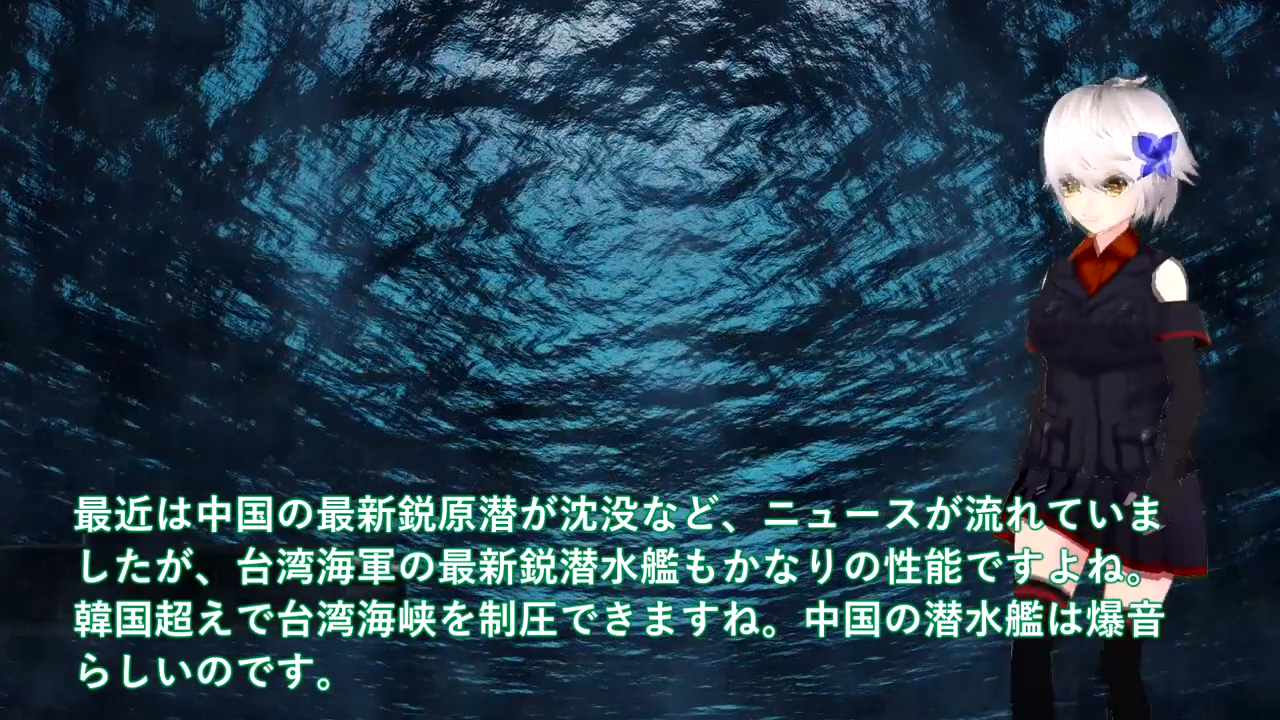 最近は中国の最新鋭原潜が沈没など、ニュースが流れていま
したが、台湾海軍の最新鋭潜水艦もかなりの性能ですよね。
韓国超えで台湾海峡を制圧できますね。中国の潜水艦は爆音
らしいのです。